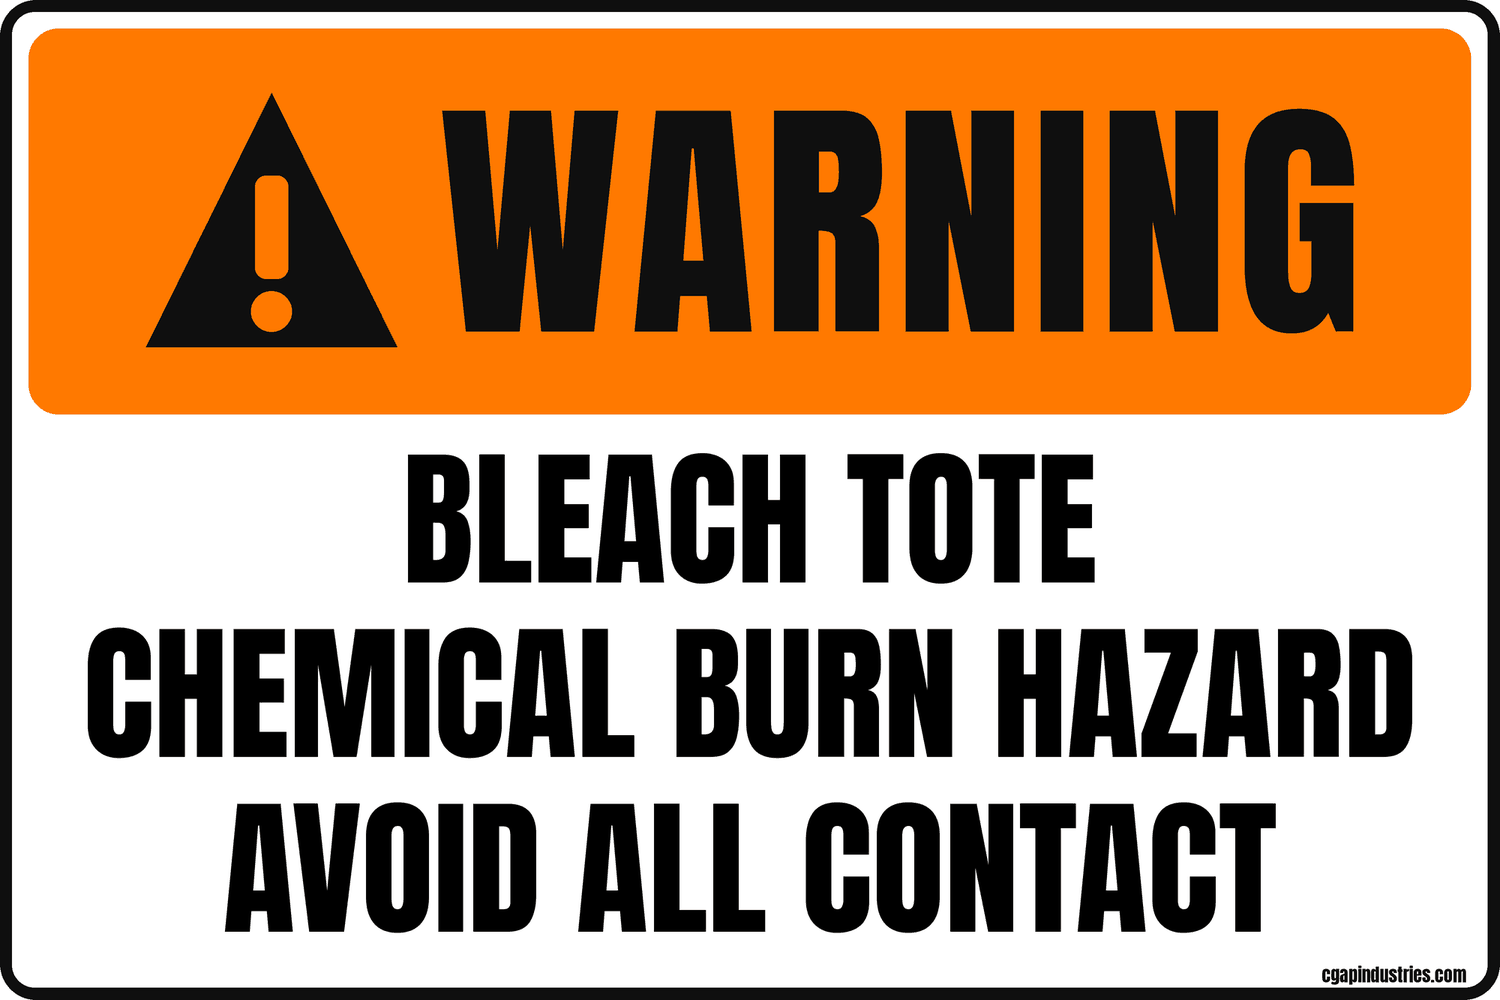 WARNING
BLEACH TOTE
CHEMICAL BURN HAZARD
AVOID ALL CONTACT
cgapindustries.com